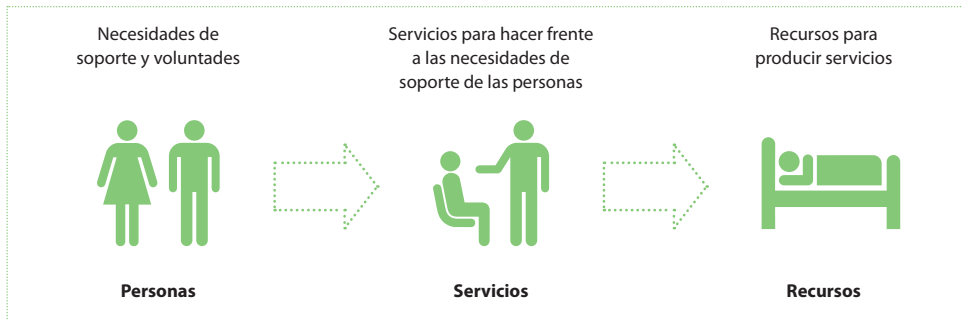 Necesidades de
soporte y voluntades
Servicios para hacer frente
a las necesidades de
soporte de las personas
Recursos para
producir servicios
Personas
Servicios
Recursos